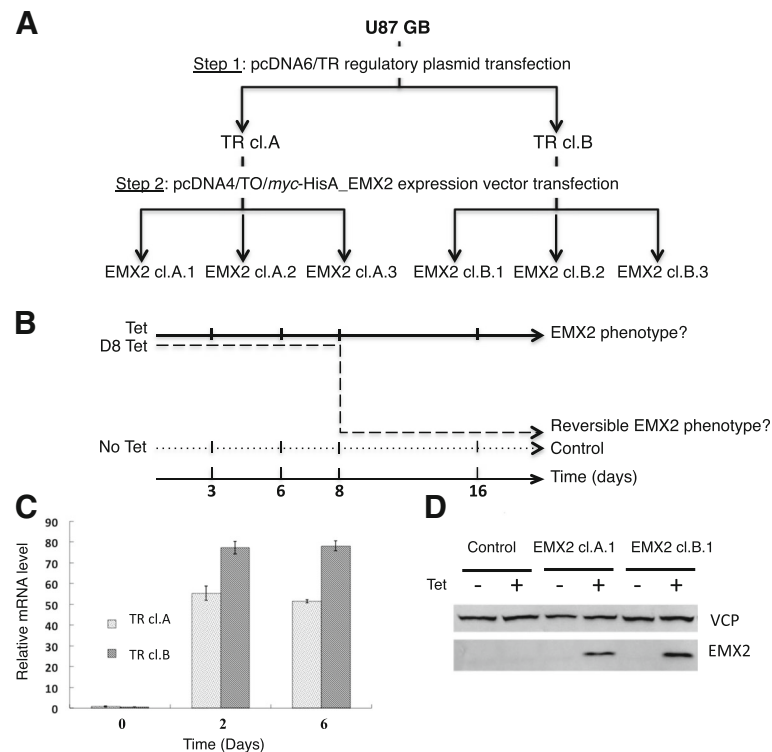 A
U87 GB
Step 1: pcDNA6/TR regulatory plasmid transfection
TR cl.A TR cl.B
Step 2: pcDNA4/TO/myc-HisA_EMX2 expression vector transfection
EMX2 cl.A.1 EMX2 cl.A.2 EMX2 cl.A.3 EMX2 cl.B.1 EMX2 cl.B.2 EMX2 cl.B.3
B
Tet
EMX2 phenotype?
D8 Tet
Reversible EMX2 phenotype?
No Tet
Control
Time (days)
3 6 8 16
C
Relative mRNA level
90
80
70
60
50
40
30
20
10
0
TR cl.A
TR cl.B
0 2 6
Time (Days)
D
Control EMX2 cl.A.1 EMX2 cl.B.1
Tet - + - + - +
VCP
EMX2